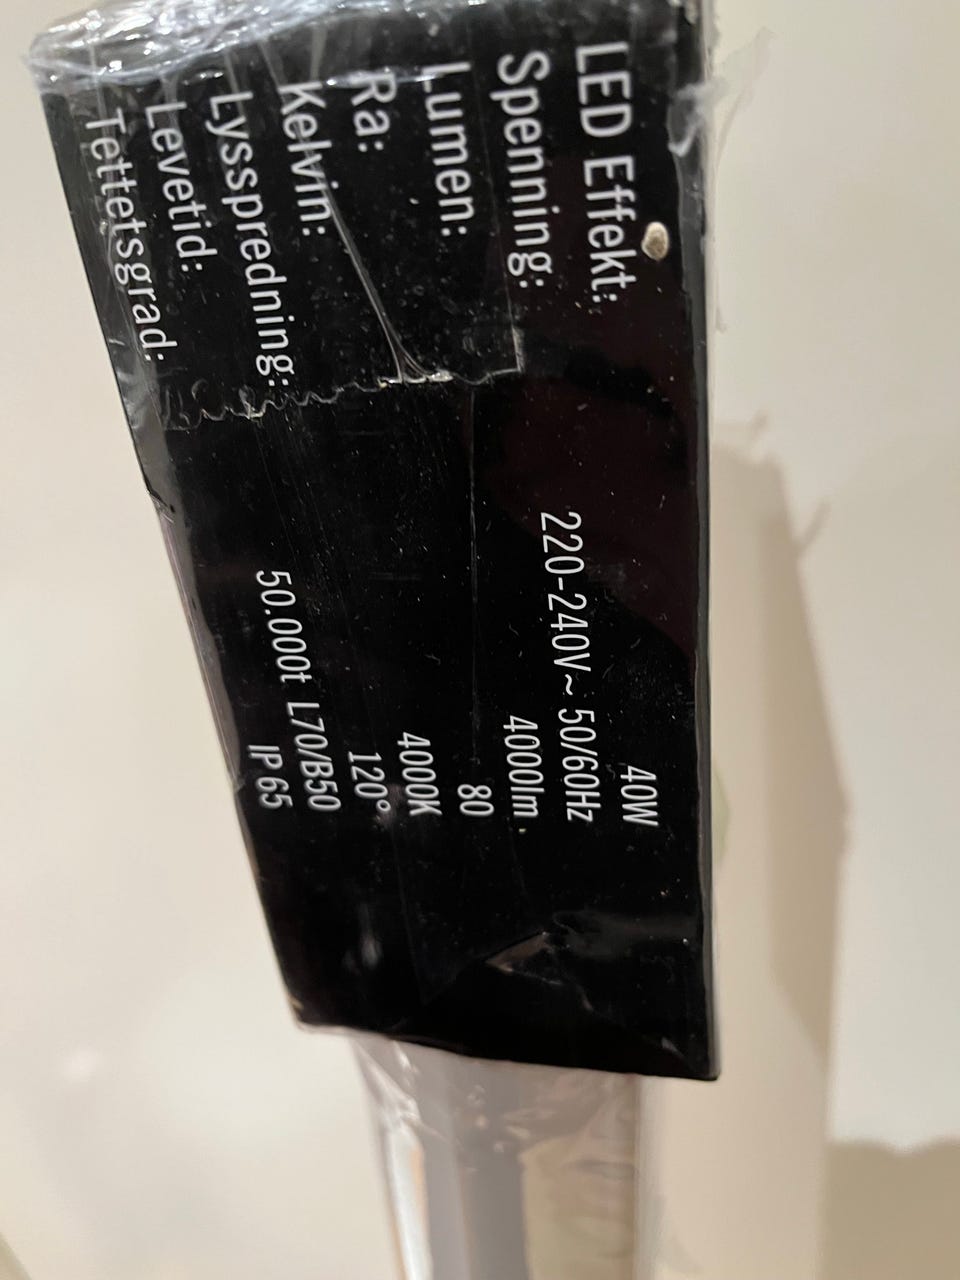 LED Effekt: 40W
Spenning: 220-240V~ 50/60Hz
Lumen: 4000lm
Ra: 80
Kelvin: 4000K
Lysspredning: 120°
Levetid: 50.000t L70/B50
Tettetsgrad: IP 65